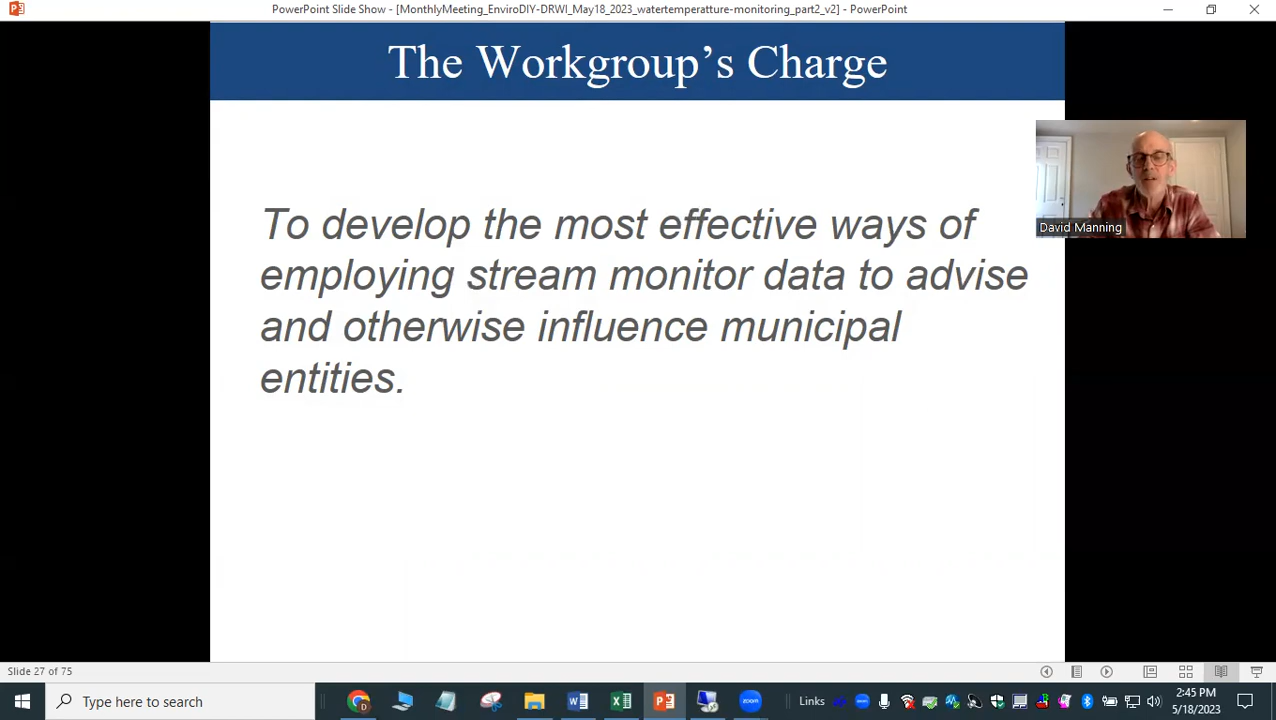 PowerPoint Slide Show - [MonthlyMeeting_EnviroDIY-DRWI_May18_2023_watertemperatture-monitoring_part2_v2] - PowerPoint
The Workgroup’s Charge
To develop the most effective ways of
employing stream monitor data to advise
and otherwise influence municipal
entities.
David Manning
Slide 27 of 75
Type here to search
Links
2:45 PM
5/18/2023